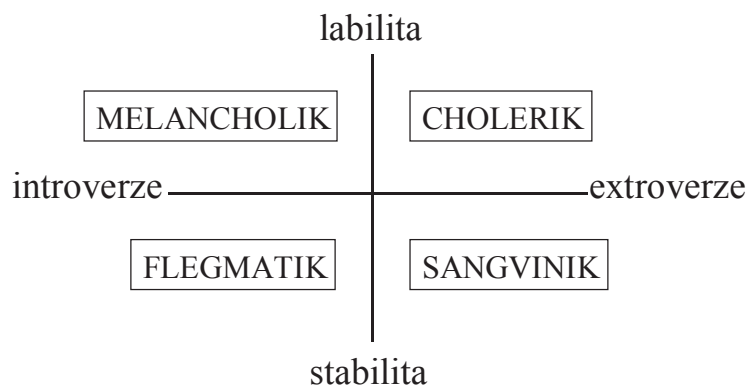 labilita
MELANCHOLIK CHOLERIK
introverze extroverze
FLEGMATIK SANGVINIK
stabilita